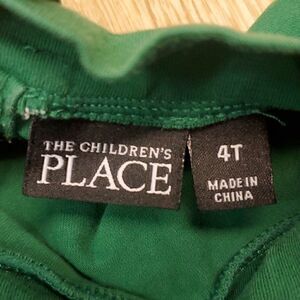 THE CHILDREN'S
PLACE
4T
MADE IN
CHINA